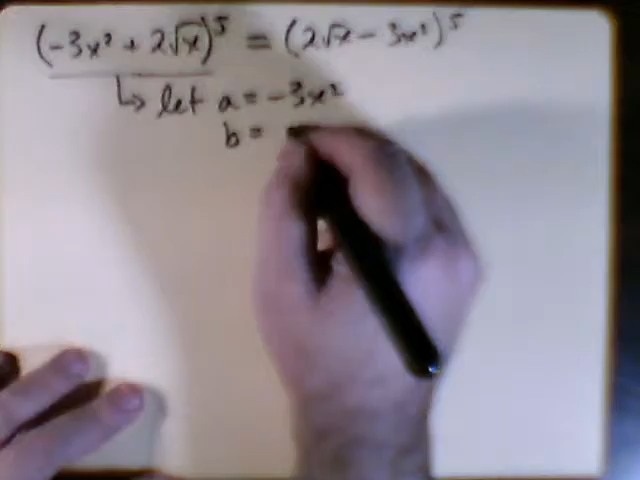 (-3x² + 2√x)⁵ = (2√x - 3x²)⁵
↳ let a = -3x²
b =